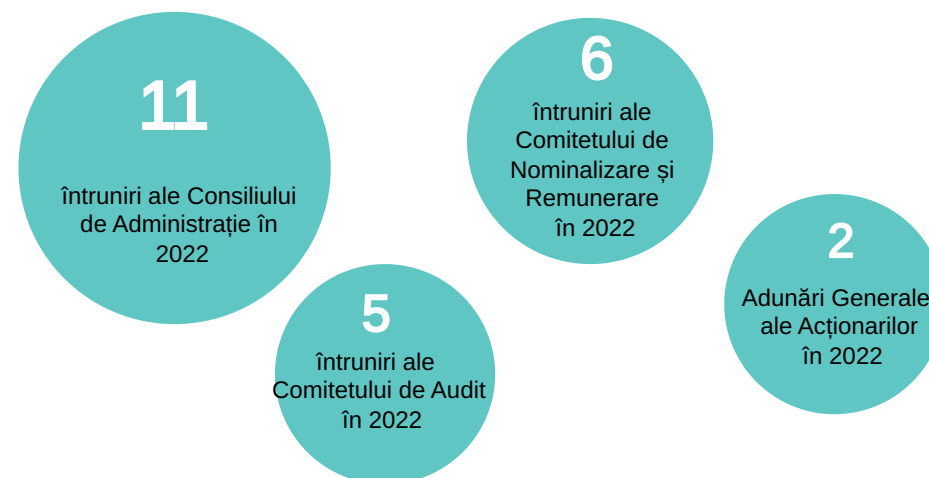 11
întruniri ale Consiliului
de Administrație în
2022
6
întruniri ale
Comitetului de
Nominalizare și
Remunerare
în 2022
5
întruniri ale
Comitetului de Audit
în 2022
2
Adunări Generale
ale Acționarilor
în 2022